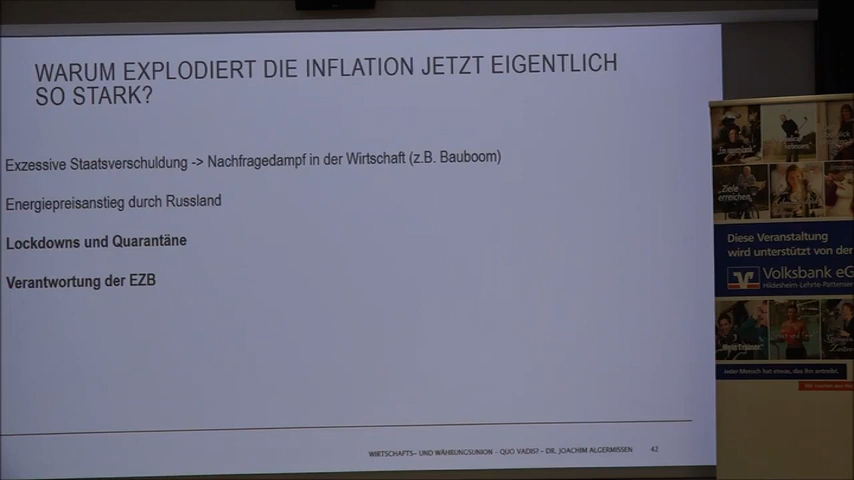 WARUM EXPLODIERT DIE INFLATION JETZT EIGENTLICH
SO STARK?
Exzessive Staatsverschuldung -> Nachfragedampf in der Wirtschaft (z.B. Bauboom)
Energiepreisanstieg durch Russland
Lockdowns und Quarantäne
Verantwortung der EZB
WIRTSCHAFTS- UND WÄHRUNGSUNION - QUO VADIS? - DR. JOACHIM ALGERMISSEN 42
„Ziele
erreichen."
Diese Veranstaltung
wird unterstützt von der
Volksbank eG
Hildesheim-Lehrte-Pattensen
Jeder Mensch hat etwas, das ihn antreibt.